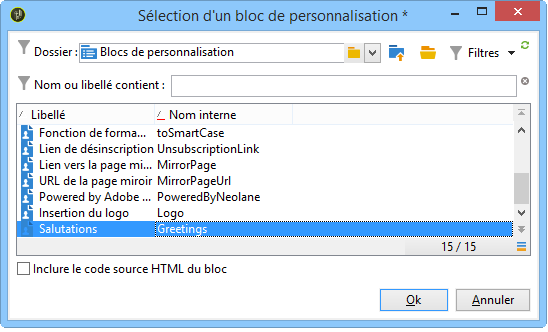 Sélection d'un bloc de personnalisation *
Dossier : Blocs de personnalisation Filtres
Nom ou libellé contient :
Libellé Nom interne
Fonction de forma... toSmartCase
Lien de désinscription UnsubscriptionLink
Lien vers la page mi... MirrorPage
URL de la page miroir MirrorPageUrl
Powered by Adobe ... PoweredByNeolane
Insertion du logo Logo
Salutations Greetings
15 / 15
Inclure le code source HTML du bloc
Ok Annuler